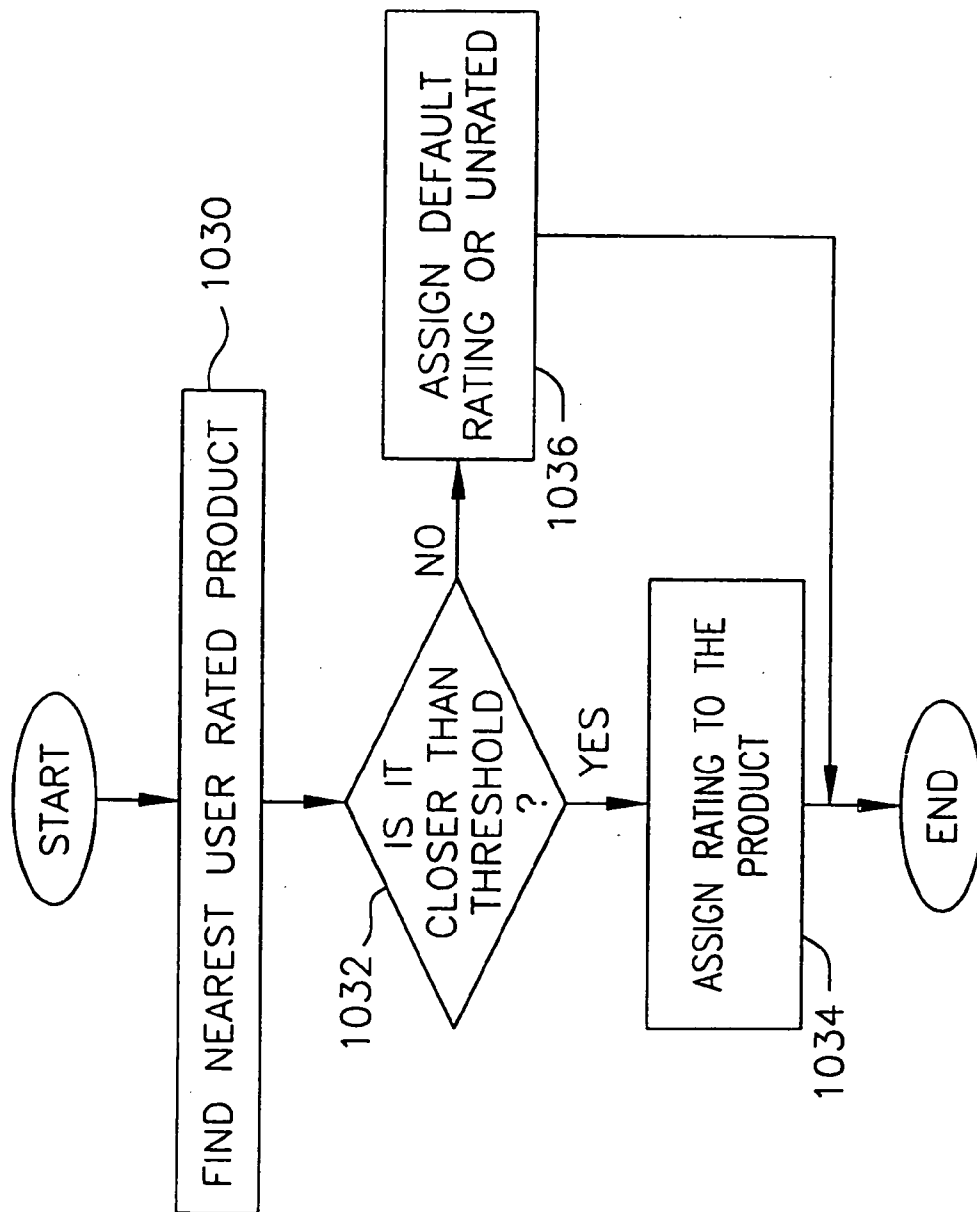 START
FIND NEAREST USER RATED PRODUCT
1030
IS IT
CLOSER THAN
THRESHOLD
?
1032
NO
ASSIGN DEFAULT
RATING OR UNRATED
1036
YES
ASSIGN RATING TO THE
PRODUCT
1034
END